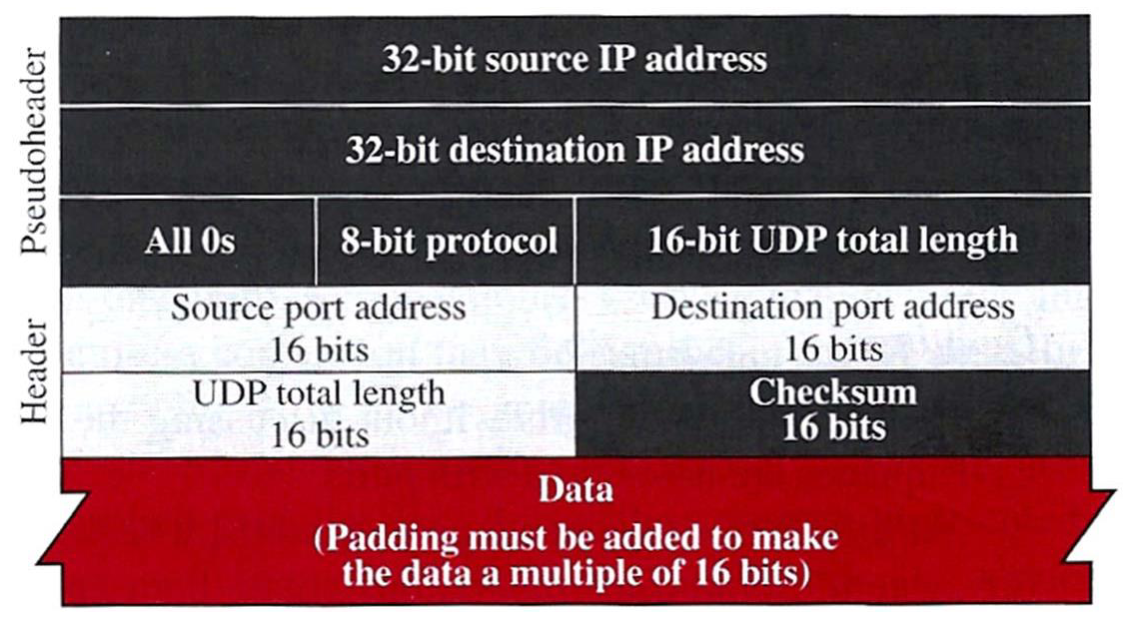 Pseudoheader
32-bit source IP address
32-bit destination IP address
All 0s
8-bit protocol
16-bit UDP total length
Header
Source port address
16 bits
Destination port address
16 bits
UDP total length
16 bits
Checksum
16 bits
Data
(Padding must be added to make
the data a multiple of 16 bits)